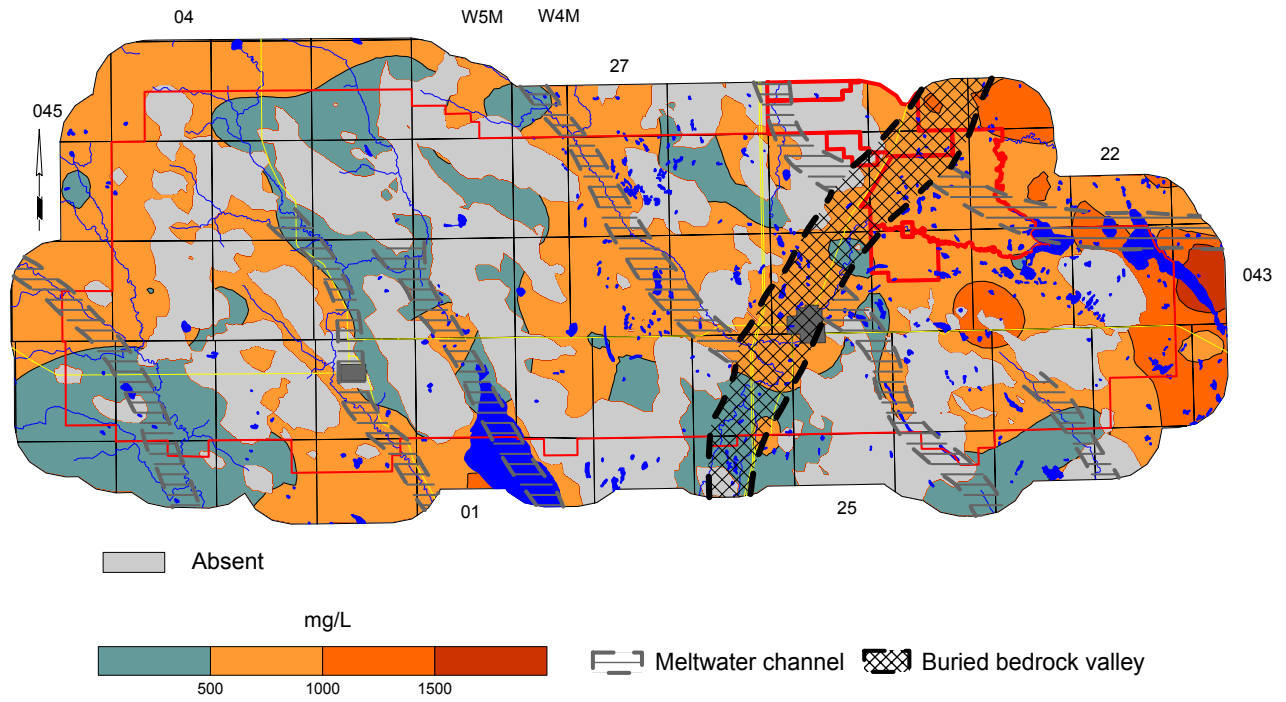 04
W5M W4M
27
045
22
043
01
25
Absent
mg/L
500 1000 1500
Meltwater channel
Buried bedrock valley